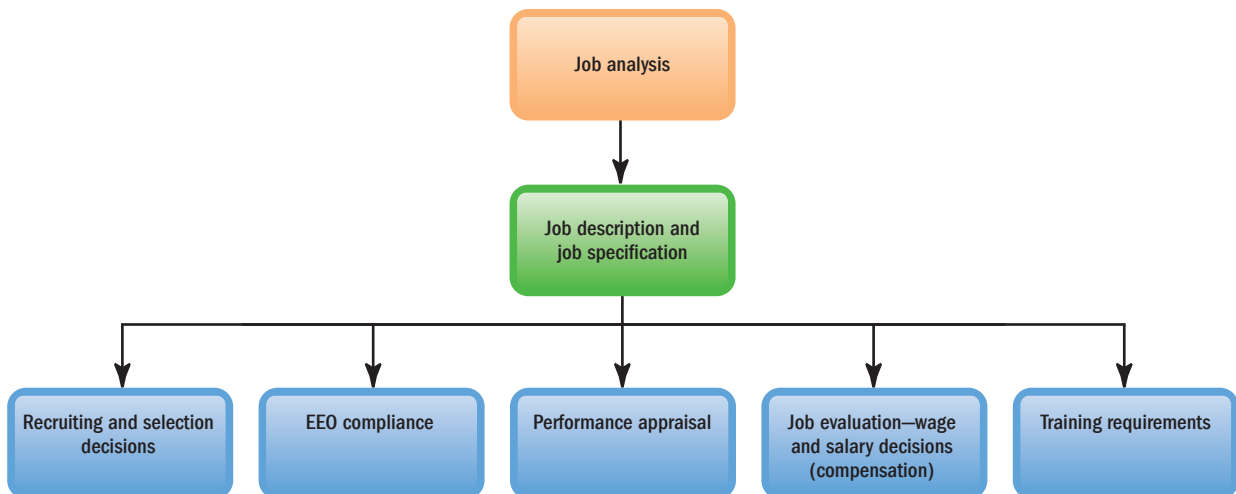 Job analysis
Job description and
job specification
Recruiting and selection
decisions
EEO compliance
Performance appraisal
Job evaluation—wage
and salary decisions
(compensation)
Training requirements